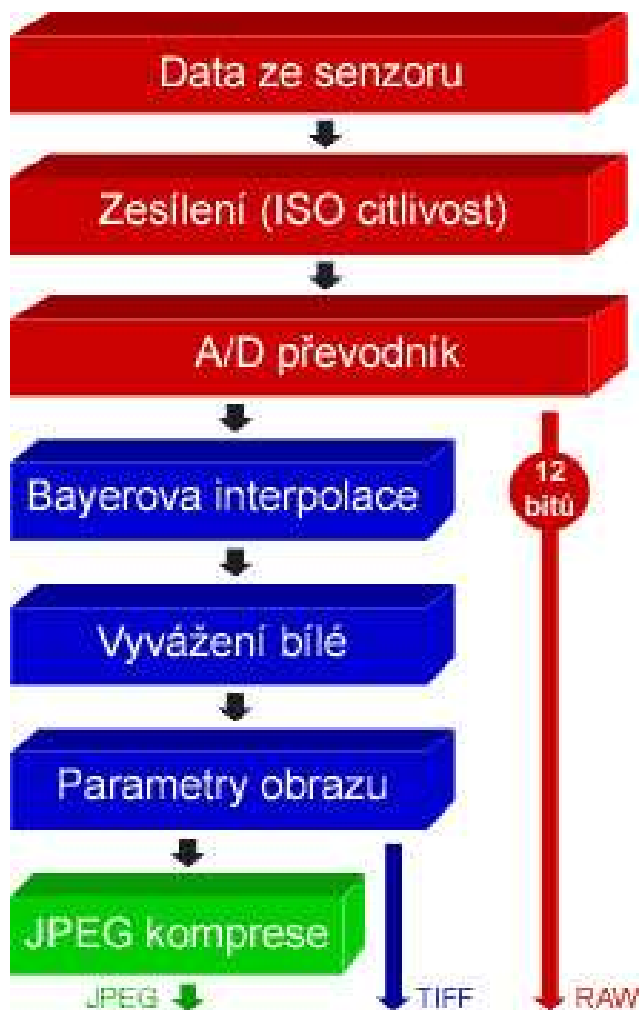 Data ze senzoru
Zesílení (ISO citlivost)
A/D převodník
Bayerova interpolace
12
bitů
Vyvážení bílé
Parametry obrazu
JPEG komprese
JPEG
TIFF
RAW